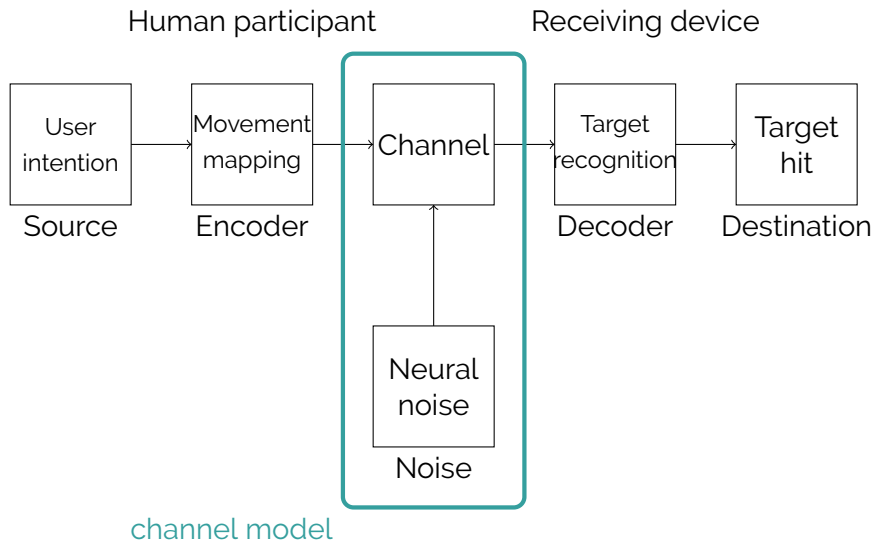 Human participant
Receiving device
User
intention
Movement
mapping
Channel
Target
recognition
Target
hit
Source
Encoder
Decoder
Destination
Neural
noise
Noise
channel model